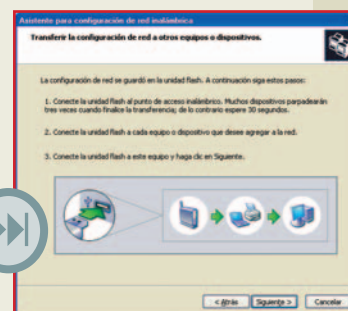 Asistente para configuración de red inalámbrica
Transferir la configuración de red a otros equipos o dispositivos.
La configuración de red se guardó en la unidad flash. A continuación siga estos pasos:
1. Conecte la unidad flash al punto de acceso inalámbrico. Muchos dispositivos parpadearán
tres veces cuando finalice la transferencia; de lo contrario espere 30 segundos.
2. Conecte la unidad flash a cada equipo o dispositivo que desee agregar a la red.
3. Conecte la unidad flash a este equipo y haga clic en Siguiente.
< Atrás
Siguiente >
Cancelar